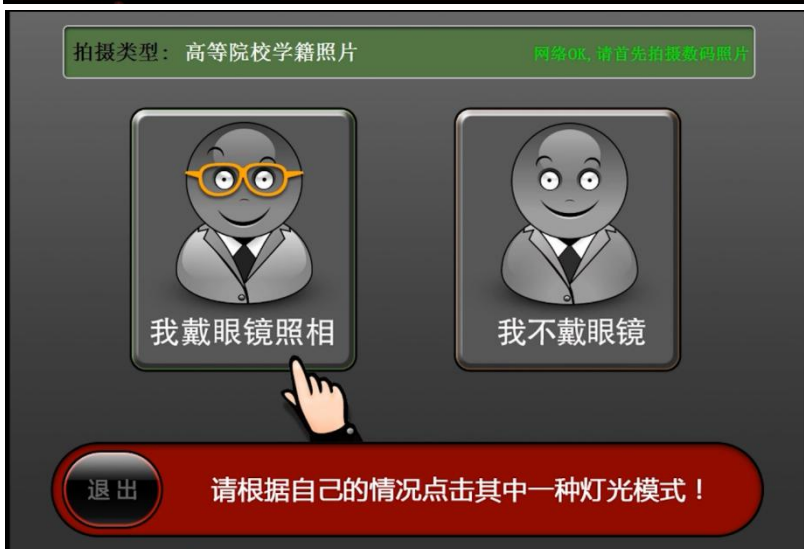 拍摄类型: 高等院校学籍照片 网络OK,请首先拍摄数码照片
我戴眼镜照相 我不戴眼镜
退出 请根据自己的情况点击其中一种灯光模式！